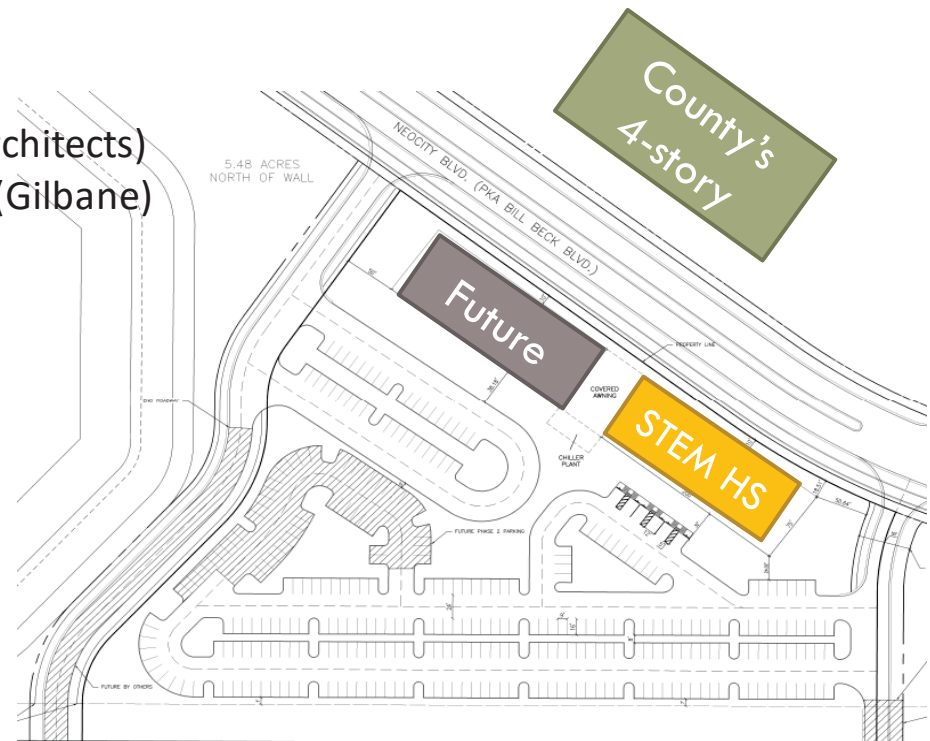 County's
4-story
chitects)
(Gilbane)
5.48 ACRES
NORTH OF WALL
NEOCITY BLVD. (PKA BILL BECK BLVD.)
Future
PROPERTY LINE
COVERED
AWNING
STEM HS
CHILLER
PLANT
FUTURE PHASE 2 PARKING
FUTURE BY OTHERS